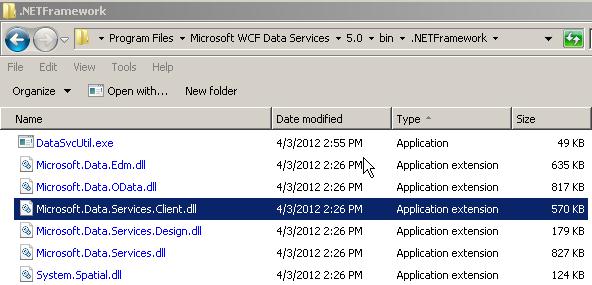 .NETFramework
Program Files Microsoft WCF Data Services 5.0 bin .NETFramework
File Edit View Tools Help
Organize Open with... New folder
Name Date modified Type Size
DataSvcUtil.exe 4/3/2012 2:55 PM Application 49 KB
Microsoft.Data.Edm.dll 4/3/2012 2:26 PM Application extension 635 KB
Microsoft.Data.OData.dll 4/3/2012 2:26 PM Application extension 817 KB
Microsoft.Data.Services.Client.dll 4/3/2012 2:26 PM Application extension 570 KB
Microsoft.Data.Services.Design.dll 4/3/2012 2:26 PM Application extension 179 KB
Microsoft.Data.Services.dll 4/3/2012 2:26 PM Application extension 827 KB
System.Spatial.dll 4/3/2012 2:26 PM Application extension 124 KB